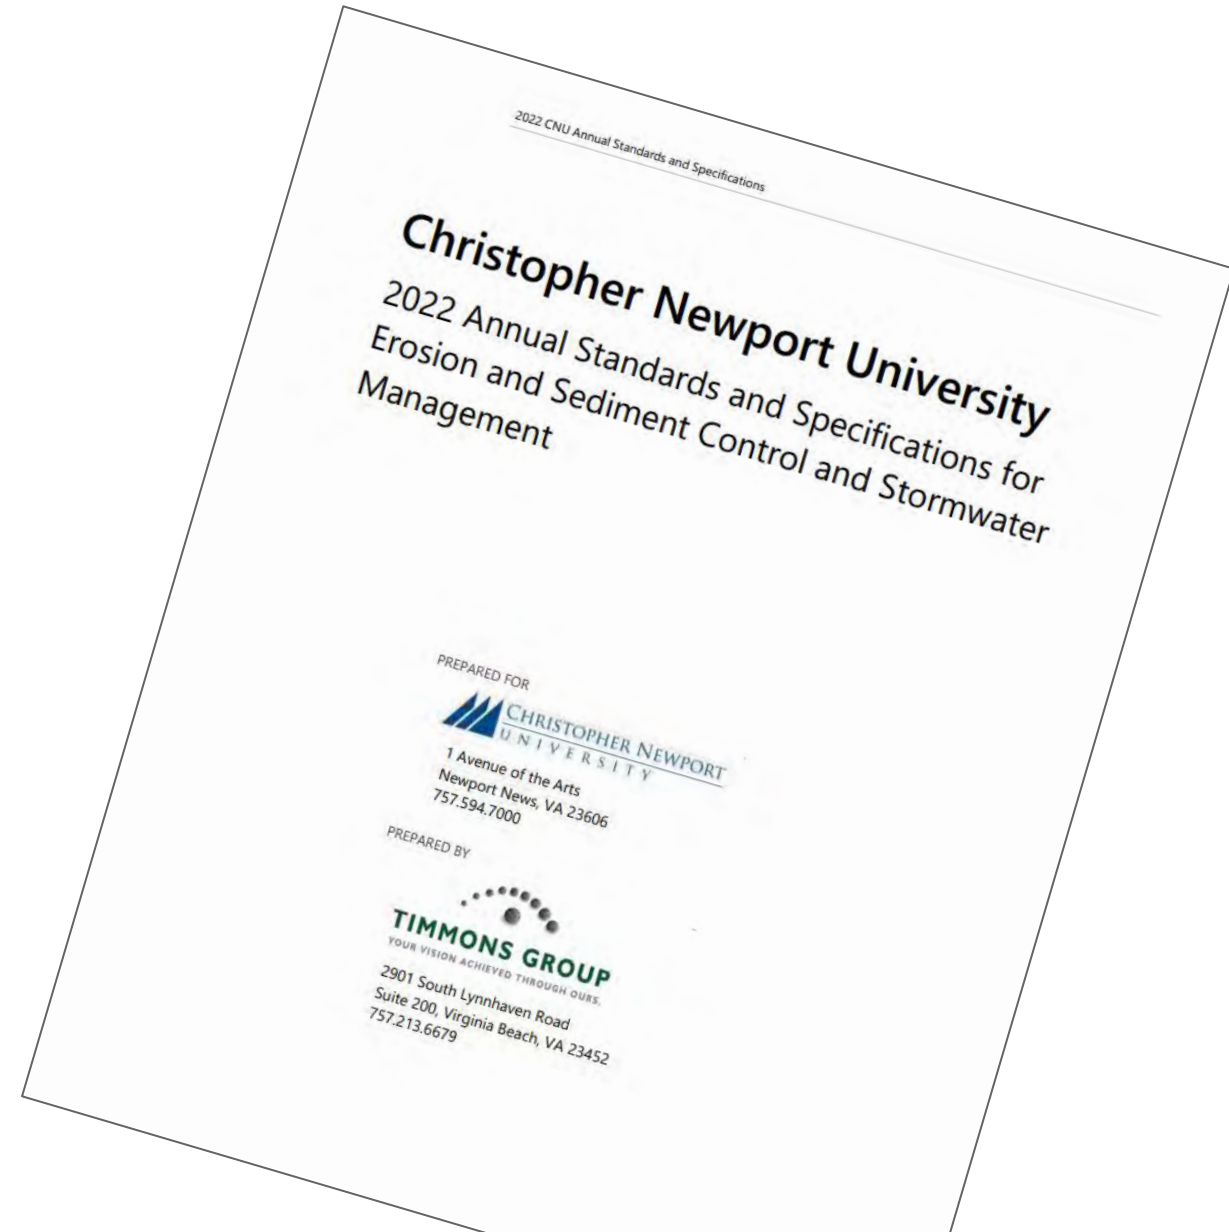 2022 CNU Annual Standards and Specifications
Christopher Newport University
2022 Annual Standards and Specifications for
Erosion and Sediment Control and Stormwater
Management
PREPARED FOR
CHRISTOPHER NEWPORT
UNIVERSITY
1 Avenue of the Arts
Newport News, VA 23606
757.594.7000
PREPARED BY
TIMMONS GROUP
YOUR VISION ACHIEVED THROUGH OURS.
2901 South Lynnhaven Road
Suite 200, Virginia Beach, VA 23452
757.213.6679